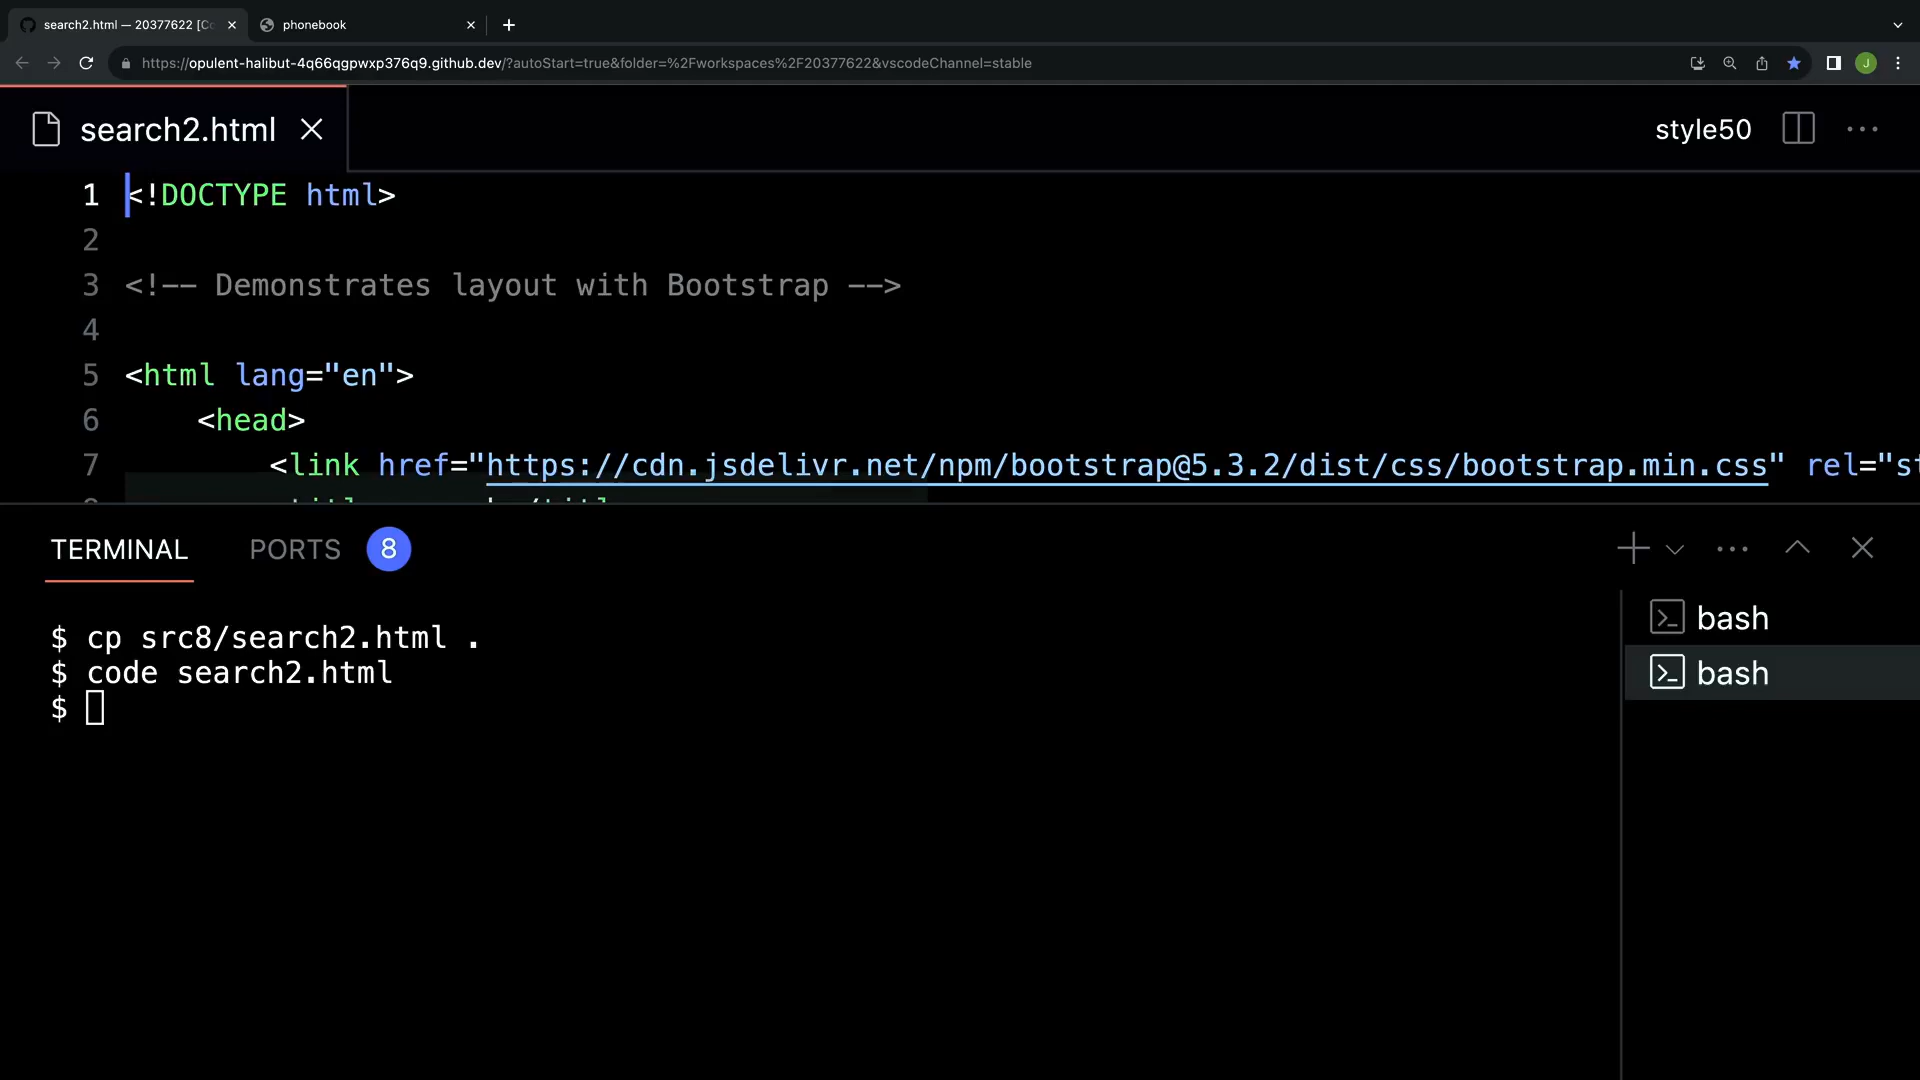 search2.html — 20377622 [Co
phonebook
https://opulent-halibut-4q66qgpwxp376q9.github.dev/?autoStart=true&folder=%2Fworkspaces%2F20377622&vscodeChannel=stable
J
search2.html
style50
1 <!DOCTYPE html>
2
3 <!-- Demonstrates layout with Bootstrap -->
4
5 <html lang="en">
6 <head>
7 <link href="https://cdn.jsdelivr.net/npm/bootstrap@5.3.2/dist/css/bootstrap.min.css" rel="st
TERMINAL
PORTS 8
$ cp src8/search2.html .
$ code search2.html
$
bash
bash